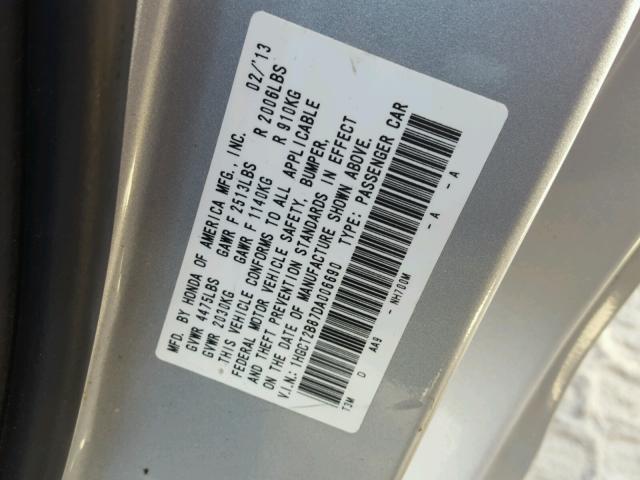 MFD. BY HONDA OF AMERICA MFG., INC. 02/'13
GVWR 4475LBS GAWR F 2513LBS R 2006LBS
GVWR 2030KG GAWR F 1140KG R 910KG
THIS VEHICLE CONFORMS TO ALL APPLICABLE
FEDERAL MOTOR VEHICLE SAFETY, BUMPER,
AND THEFT PREVENTION STANDARDS IN EFFECT
ON THE DATE OF MANUFACTURE SHOWN ABOVE.
V.I.N.: 1HGCT2B87DA006690 TYPE: PASSENGER CAR
T3M D AA9 - NH700M - A - A